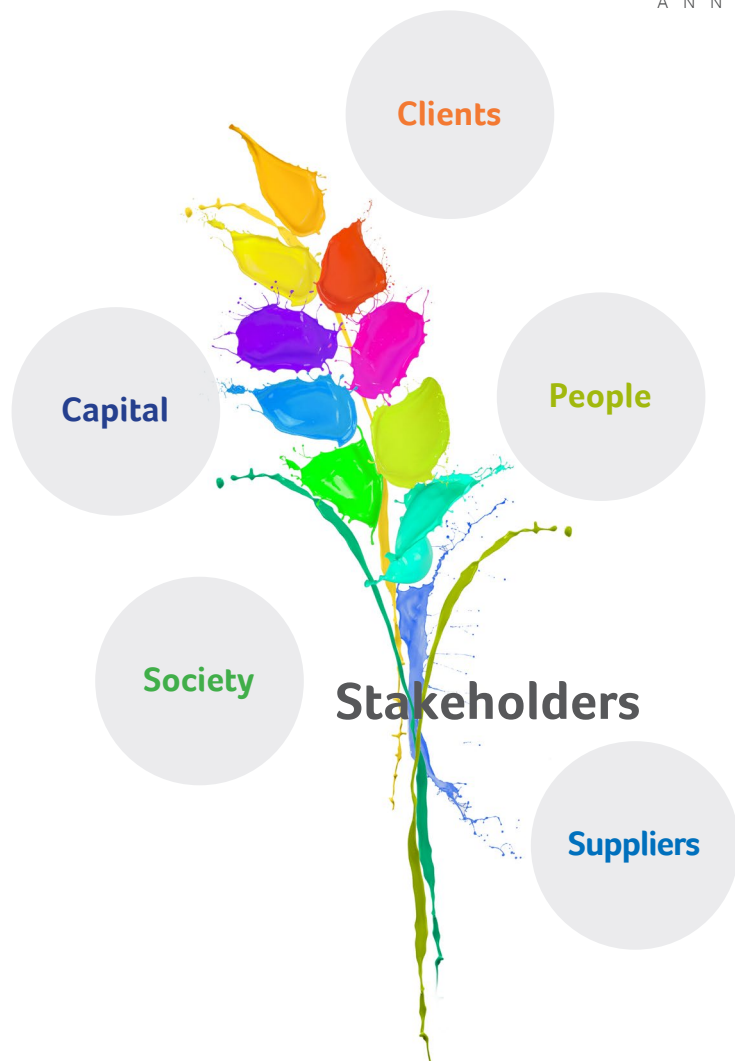 A N N
Clients
People
Capital
Society
Stakeholders
Suppliers